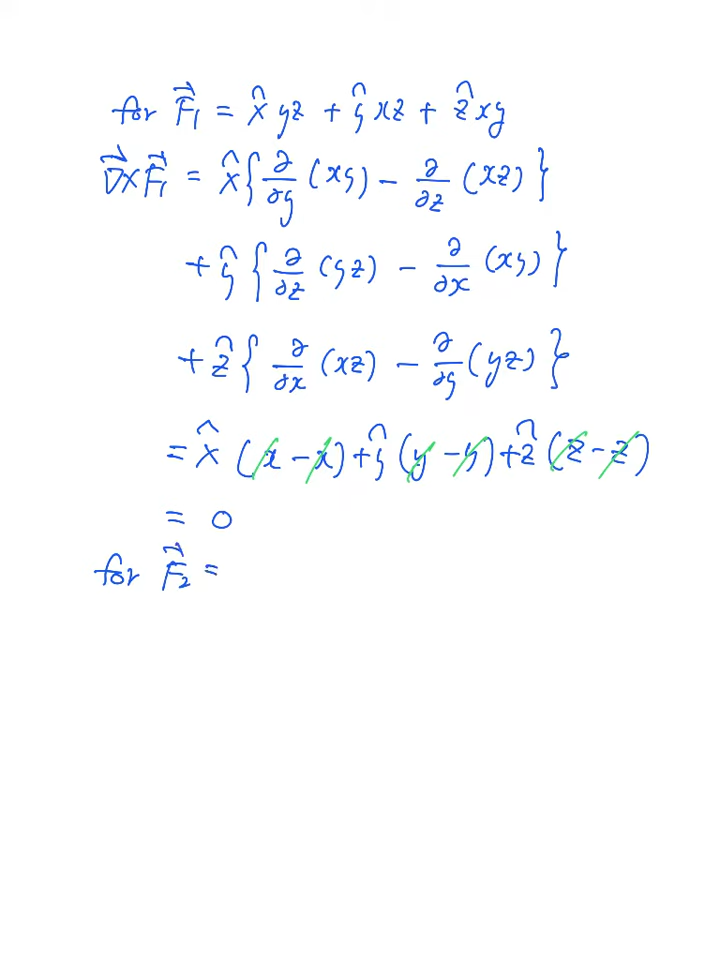 for F⃗₁ = x̂ yz + ŷ xz + ẑ xy
∇⃗×F⃗₁ = x̂{∂/∂y (xy) − ∂/∂z (xz)}
+ ŷ{∂/∂z (yz) − ∂/∂x (xy)}
+ ẑ{∂/∂x (xz) − ∂/∂y (yz)}
= x̂ (x − x) + ŷ (y − y) + ẑ (z − z)
= 0
for F⃗₂ =